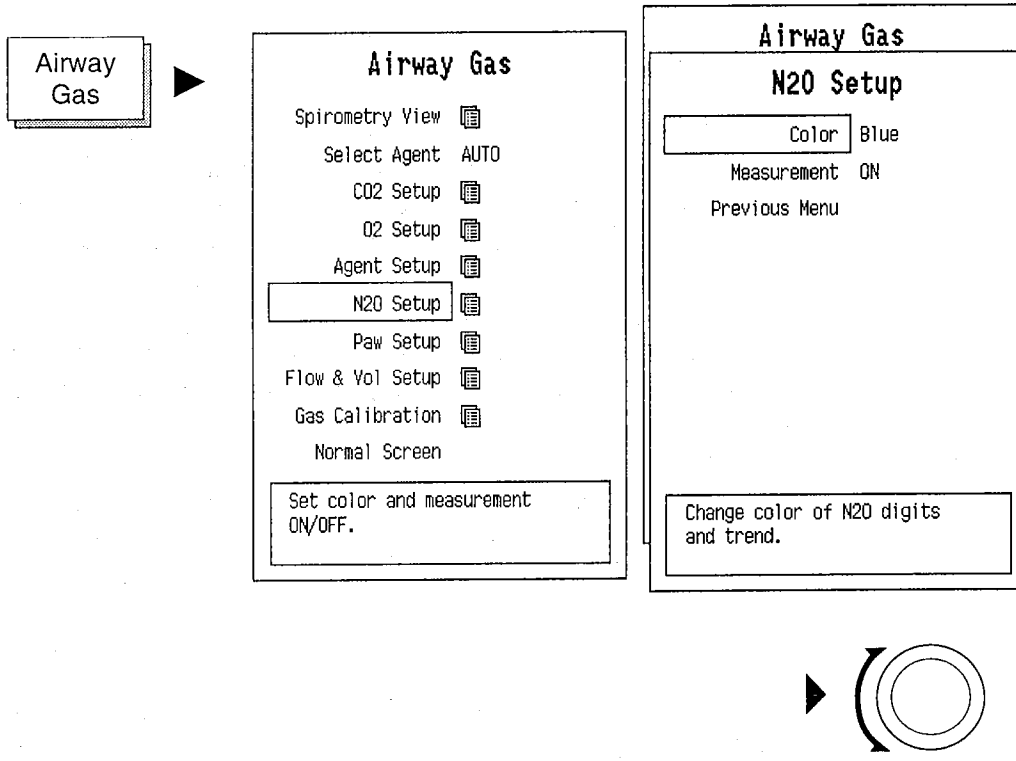 Airway
Gas
Airway Gas
Spirometry View
Select Agent AUTO
CO2 Setup
O2 Setup
Agent Setup
N2O Setup
Paw Setup
Flow & Vol Setup
Gas Calibration
Normal Screen
Set color and measurement
ON/OFF.
Airway Gas
N2O Setup
Color Blue
Measurement ON
Previous Menu
Change color of N2O digits
and trend.